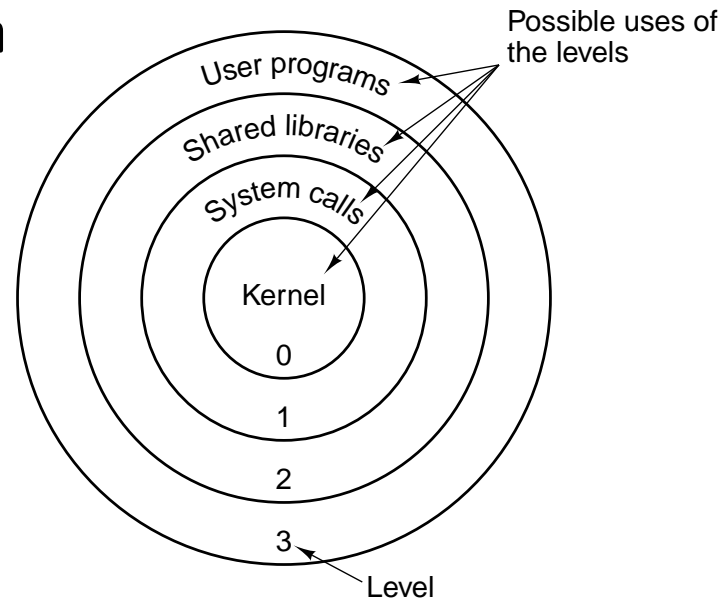 Possible uses of
the levels
User programs
Shared libraries
System calls
Kernel
0
1
2
3
Level